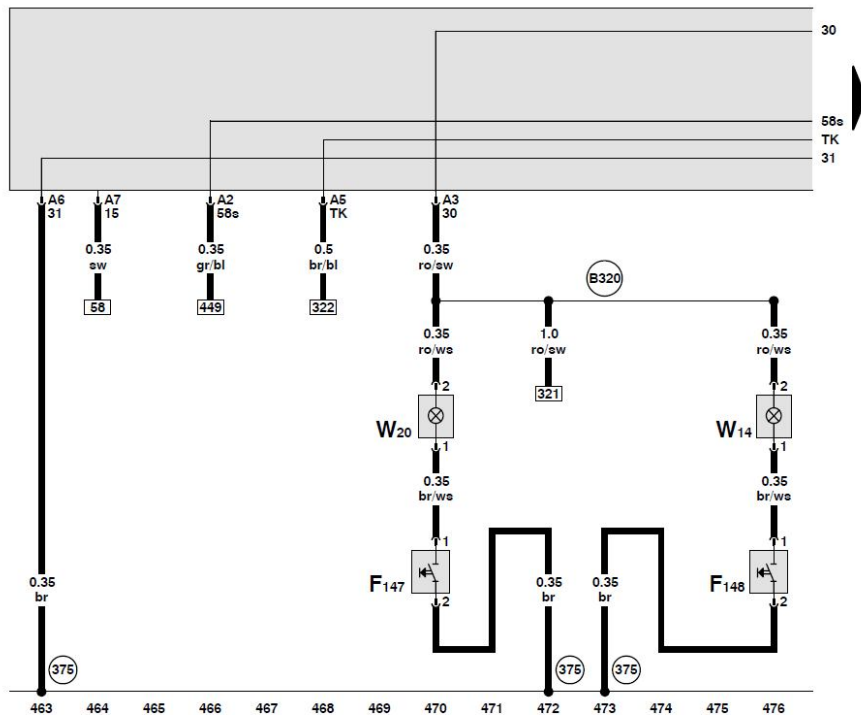 30
58s
TK
31
A6 A7 A2 A5 A3
31 15 58s TK 30
0.35 0.35 0.5 0.35
sw gr/bl br/bl ro/sw
B320
58 449 322
0.35 1.0 0.35
ro/ws ro/sw ro/ws
2 2
321
W20 W14
1 1
0.35 0.35
br/ws br/ws
1 1
F147 F148
0.35 0.35 0.35
br br br
2 2
375 375 375
463 464 465 466 467 468 469 470 471 472 473 474 475 476